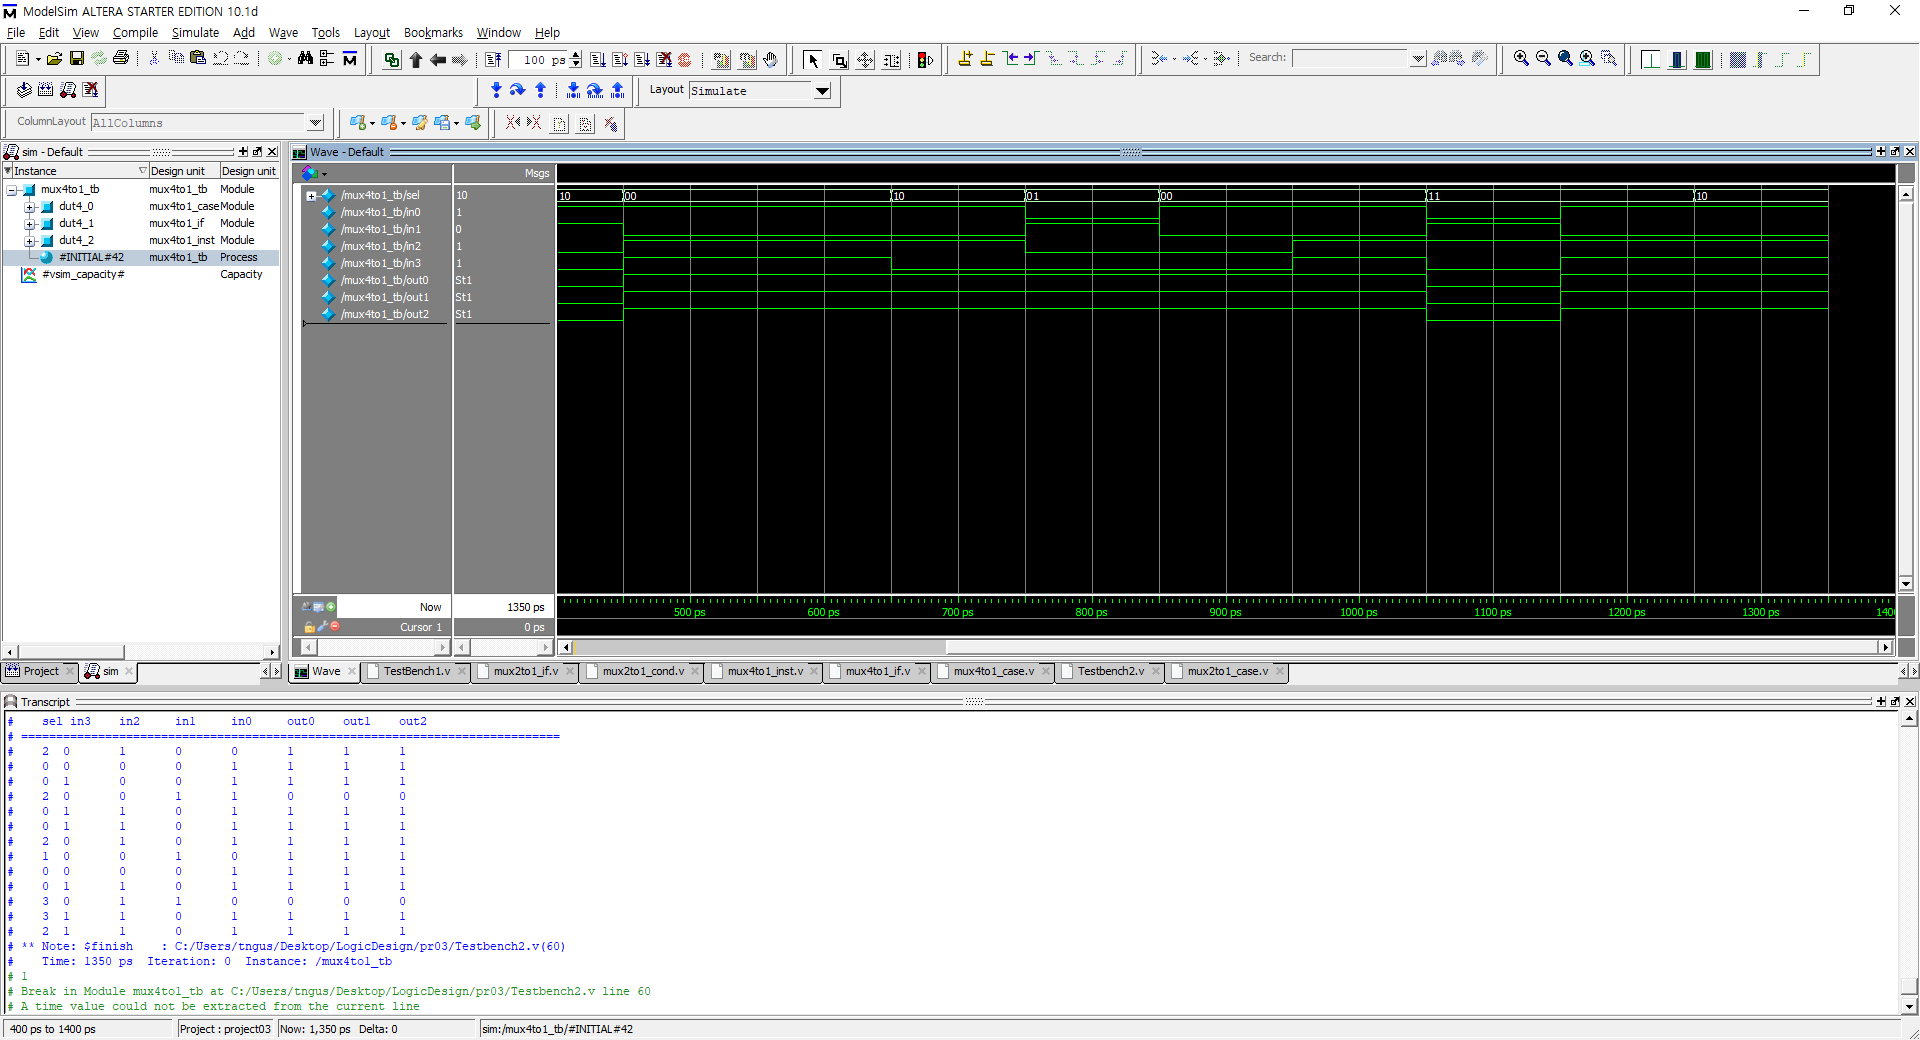 ModelSim ALTERA STARTER EDITION 10.1d
File Edit View Compile Simulate Add Wave Tools Layout Bookmarks Window Help
100 ps
Search:
Layout Simulate
ColumnLayout AllColumns
sim - Default
Instance Design unit Design unit
mux4to1_tb mux4to1_tb Module
dut4_0 mux4to1_case Module
dut4_1 mux4to1_if Module
dut4_2 mux4to1_inst Module
#INITIAL#42 mux4to1_tb Process
#vsim_capacity# Capacity
Wave - Default
Msgs
/mux4to1_tb/sel 10 10 00 10 01 00 11 10
/mux4to1_tb/in0 1
/mux4to1_tb/in1 0
/mux4to1_tb/in2 1
/mux4to1_tb/in3 1
/mux4to1_tb/out0 St1
/mux4to1_tb/out1 St1
/mux4to1_tb/out2 St1
Now 1350 ps 500 ps 600 ps 700 ps 800 ps 900 ps 1000 ps 1100 ps 1200 ps 1300 ps 1400
Cursor 1 0 ps
Project sim
Wave TestBench1.v mux2to1_if.v mux2to1_cond.v mux4to1_inst.v mux4to1_if.v mux4to1_case.v Testbench2.v mux2to1_case.v
Transcript
# sel in3 in2 in1 in0 out0 out1 out2
# =============================================================================
# 2 0 1 0 0 1 1 1
# 0 0 0 0 1 1 1 1
# 0 1 0 0 1 1 1 1
# 2 0 0 1 1 0 0 0
# 0 1 1 0 1 1 1 1
# 0 1 1 0 1 1 1 1
# 2 0 1 0 1 1 1 1
# 1 0 0 1 0 1 1 1
# 0 0 0 0 1 1 1 1
# 0 1 1 0 1 1 1 1
# 3 0 1 1 0 0 0 0
# 3 1 1 0 1 1 1 1
# 2 1 1 0 1 1 1 1
# ** Note: $finish : C:/Users/tngus/Desktop/LogicDesign/pr03/Testbench2.v(60)
# Time: 1350 ps Iteration: 0 Instance: /mux4to1_tb
# 1
# Break in Module mux4to1_tb at C:/Users/tngus/Desktop/LogicDesign/pr03/Testbench2.v line 60
# A time value could not be extracted from the current line
400 ps to 1400 ps Project : project03 Now: 1,350 ps Delta: 0 sim:/mux4to1_tb/#INITIAL#42